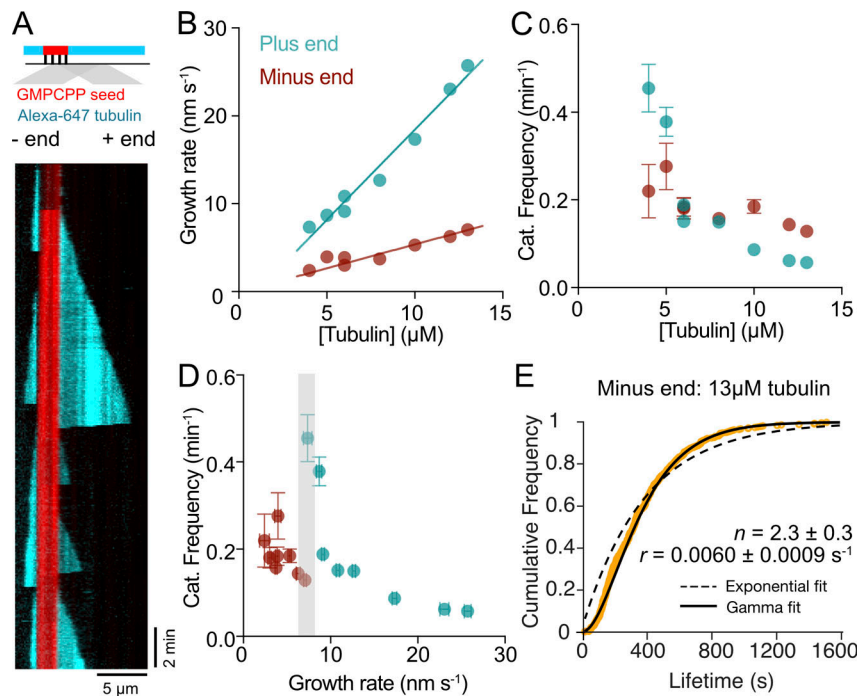 A
GMPCPP seed
Alexa-647 tubulin
- end + end
2 min
5 µm
B
Plus end
Minus end
Growth rate (nm s⁻¹)
30
20
10
0
0 5 10 15
[Tubulin] (µM)
C
Cat. Frequency (min⁻¹)
0.6
0.4
0.2
0.0
0 5 10 15
[Tubulin] (µM)
D
Cat. Frequency (min⁻¹)
0.6
0.4
0.2
0
0 10 20 30
Growth rate (nm s⁻¹)
E
Minus end: 13µM tubulin
Cumulative Frequency
1
0.8
0.6
0.4
0.2
0
n = 2.3 ± 0.3
r = 0.0060 ± 0.0009 s⁻¹
Exponential fit
Gamma fit
0 400 800 1200 1600
Lifetime (s)